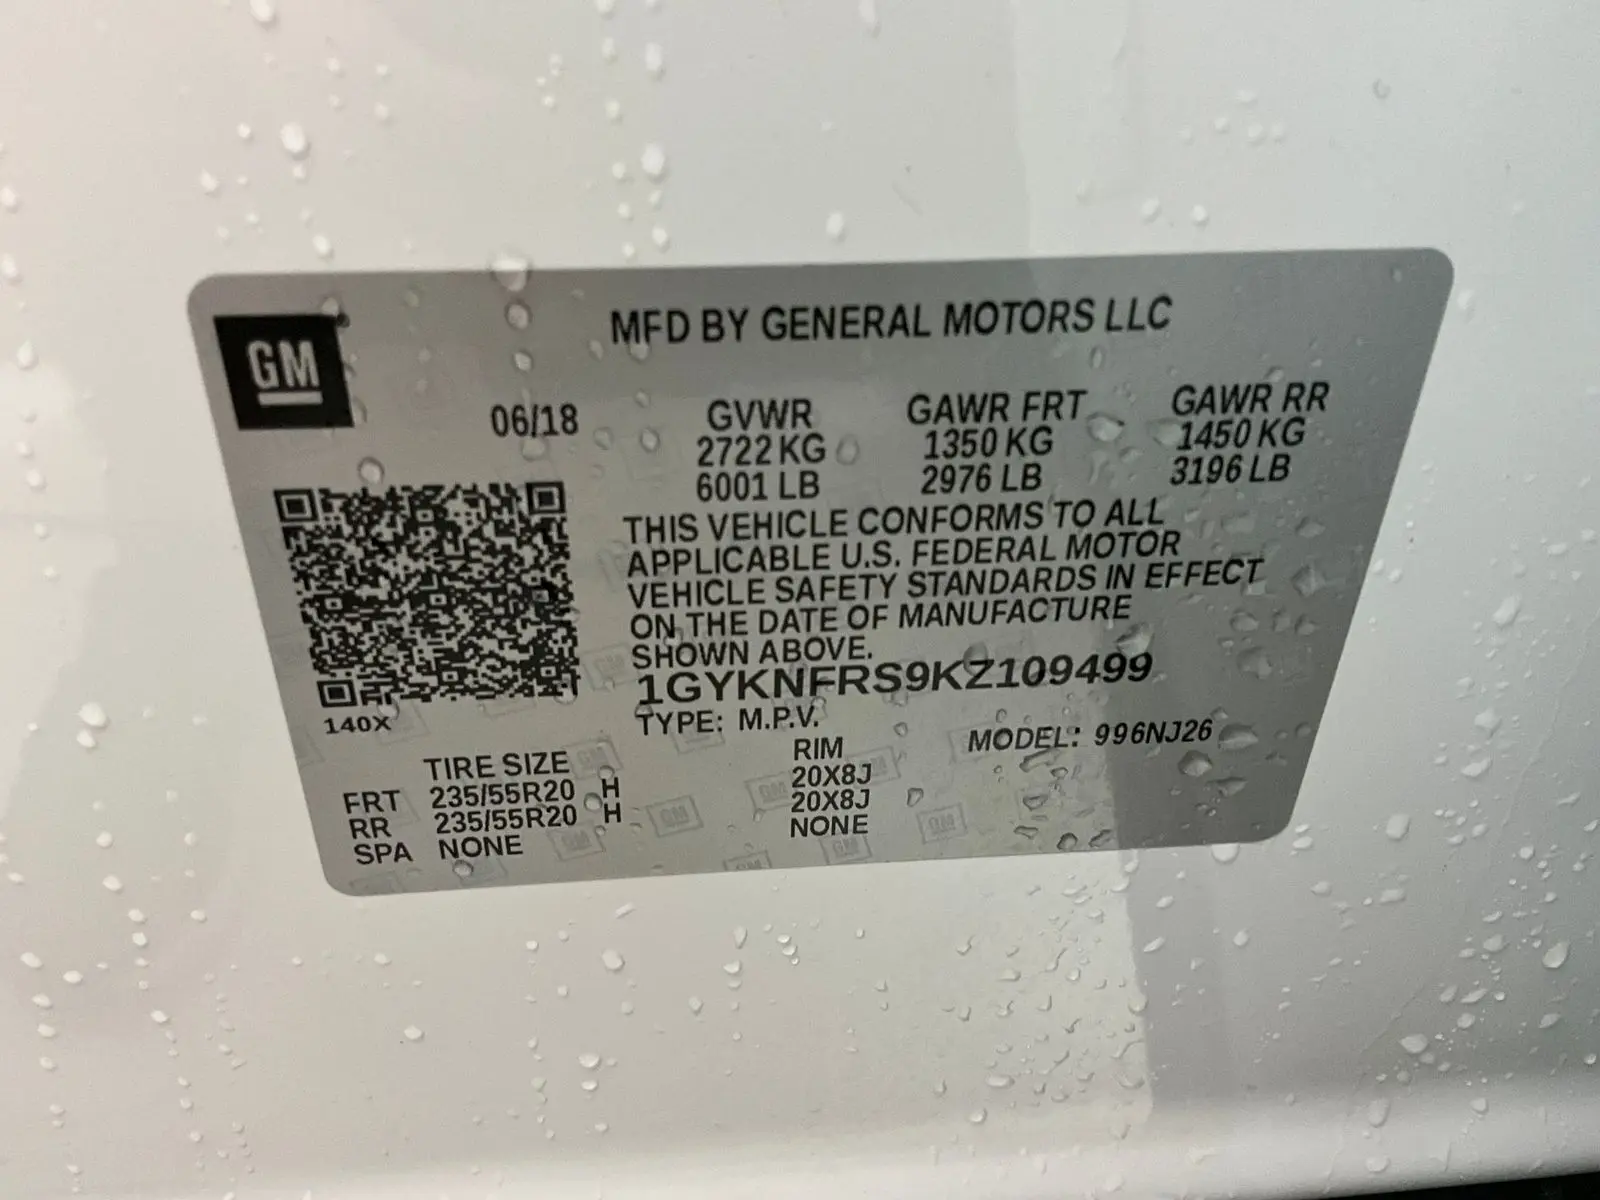 GM
MFD BY GENERAL MOTORS LLC
06/18 GVWR GAWR FRT GAWR RR
2722 KG 1350 KG 1450 KG
6001 LB 2976 LB 3196 LB
THIS VEHICLE CONFORMS TO ALL
APPLICABLE U.S. FEDERAL MOTOR
VEHICLE SAFETY STANDARDS IN EFFECT
ON THE DATE OF MANUFACTURE
SHOWN ABOVE.
1GYKNFRS9KZ109499
140X
TYPE: M.P.V. MODEL: 996NJ26
TIRE SIZE RIM
FRT 235/55R20 H 20X8J
RR 235/55R20 H 20X8J
SPA NONE NONE